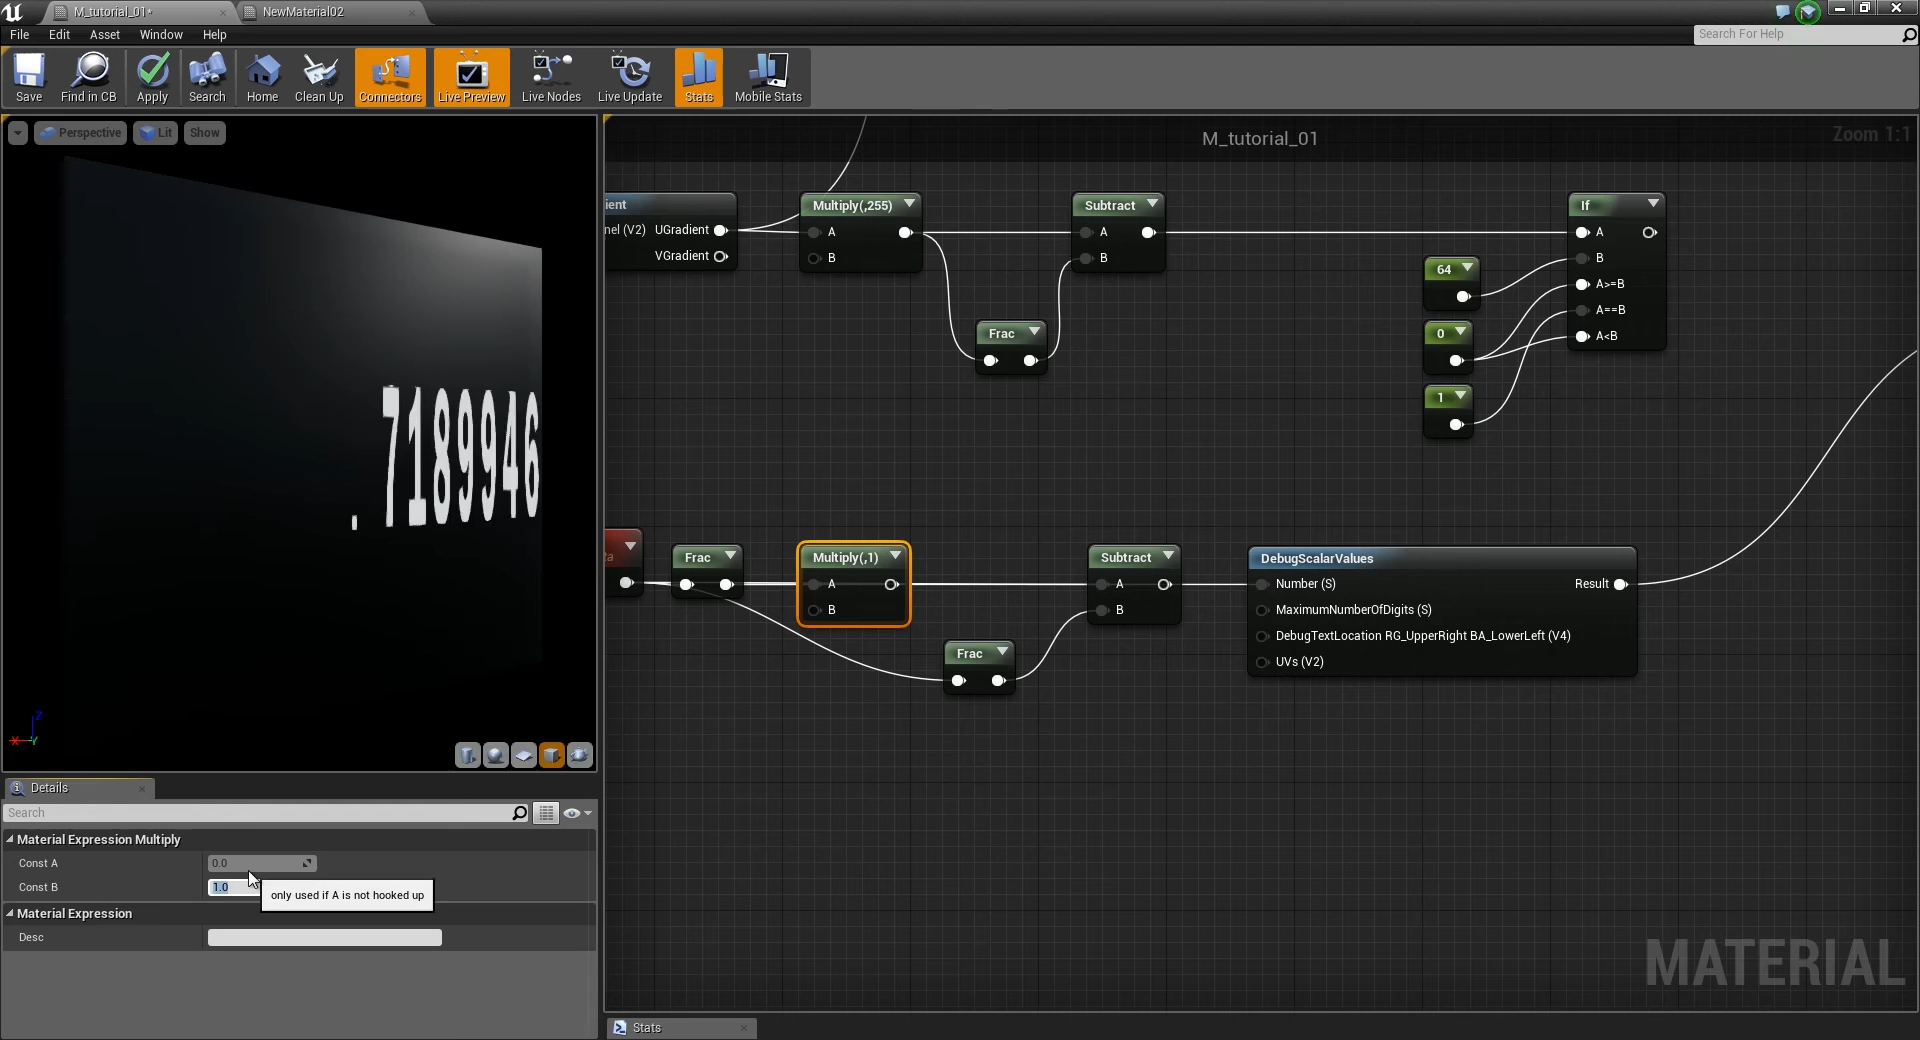 M_tutorial_01*
NewMaterial02
File Edit Asset Window Help
Search For Help
Save
Find in CB
Apply
Search
Home
Clean Up
Connectors
Live Preview
Live Nodes
Live Update
Stats
Mobile Stats
Perspective
Lit
Show
M_tutorial_01
Zoom 1:1
ient
nel (V2) UGradient
VGradient
Multiply(,255)
A
B
Subtract
A
B
Frac
64
0
1
If
A
B
A>=B
A==B
A<B
.7189946
Frac
Multiply(,1)
A
B
Frac
Subtract
A
B
DebugScalarValues
Number (S) Result
MaximumNumberOfDigits (S)
DebugTextLocation RG_UpperRight BA_LowerLeft (V4)
UVs (V2)
Z
X
Y
Details
Search
Material Expression Multiply
Const A 0.0
Const B 1.0
only used if A is not hooked up
Material Expression
Desc
MATERIAL
Stats